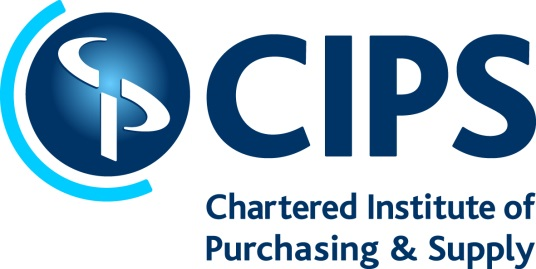 CIPS
Chartered Institute of
Purchasing & Supply